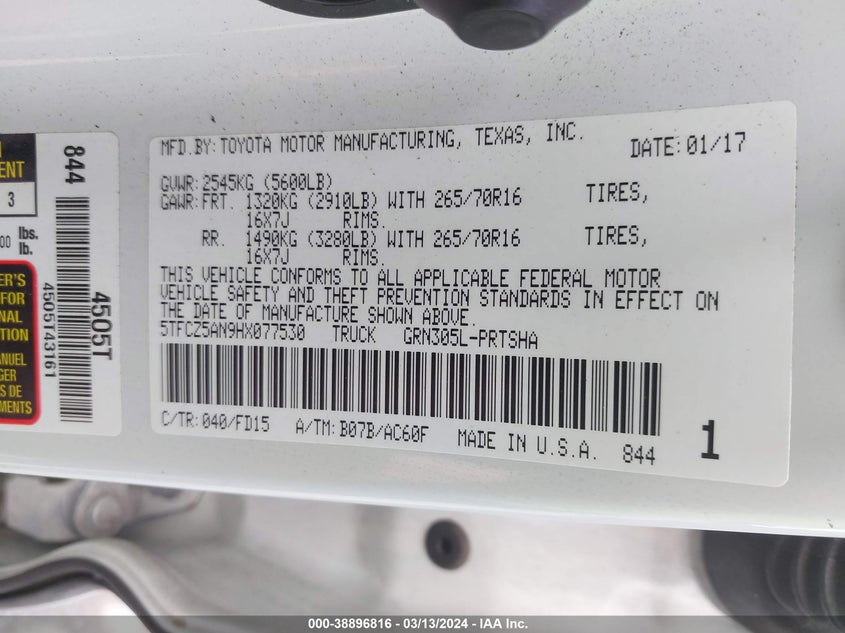 MFD.BY: TOYOTA MOTOR MANUFACTURING, TEXAS, INC. DATE: 01/17
GVWR: 2545KG (5600LB)
GAWR: FRT. 1320KG (2910LB) WITH 265/70R16 TIRES,
16X7J RIMS.
RR. 1490KG (3280LB) WITH 265/70R16 TIRES,
16X7J RIMS.
THIS VEHICLE CONFORMS TO ALL APPLICABLE FEDERAL MOTOR
VEHICLE SAFETY AND THEFT PREVENTION STANDARDS IN EFFECT ON
THE DATE OF MANUFACTURE SHOWN ABOVE.
5TFCZ5AN9HX077530 TRUCK GRN305L-PRTSHA
C/TR: 040/FD15 A/TM: B07B/AC60F MADE IN U.S.A. 844 1
844
4505T
4505T43161
3
lbs.
lb.
FOR
000-38896816 - 03/13/2024 - IAA Inc.